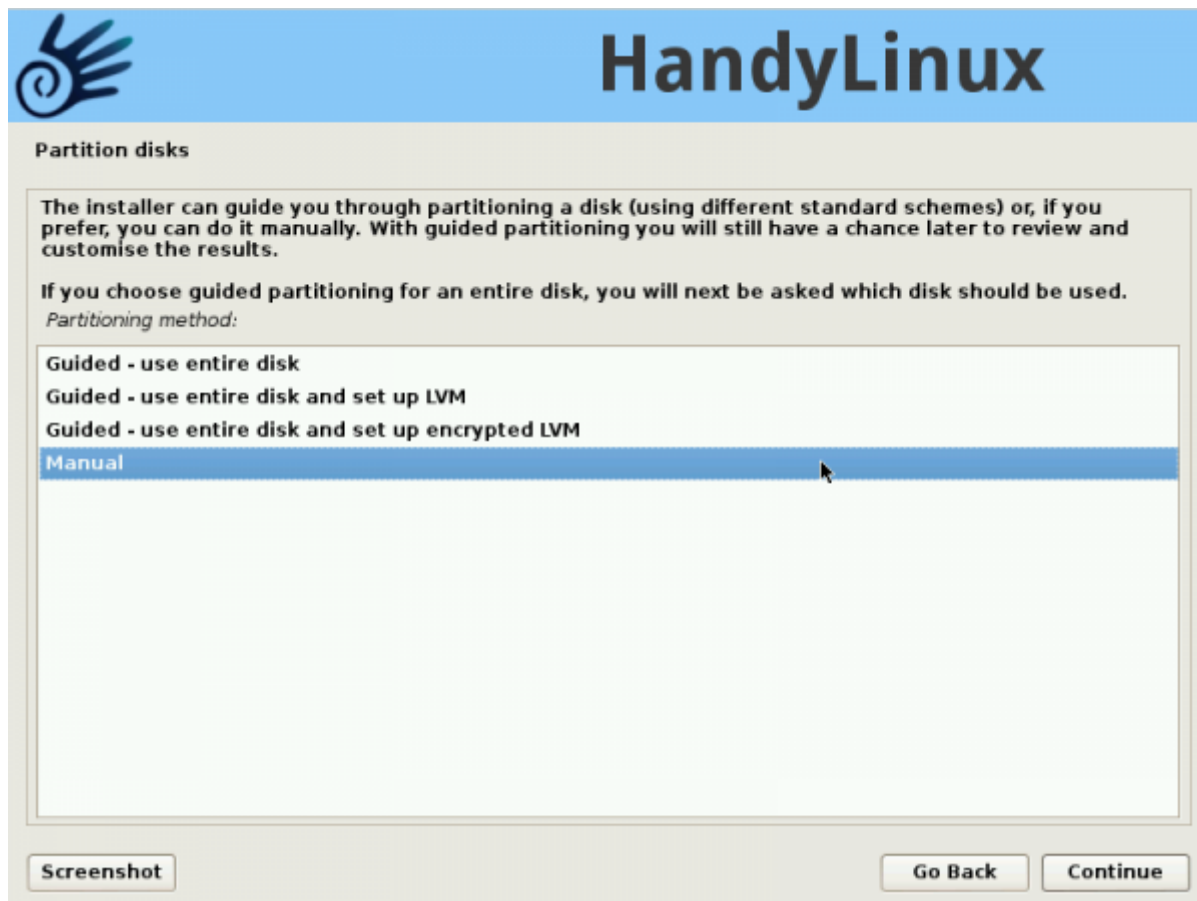 HandyLinux
Partition disks
The installer can guide you through partitioning a disk (using different standard schemes) or, if you
prefer, you can do it manually. With guided partitioning you will still have a chance later to review and
customise the results.
If you choose guided partitioning for an entire disk, you will next be asked which disk should be used.
Partitioning method:
Guided - use entire disk
Guided - use entire disk and set up LVM
Guided - use entire disk and set up encrypted LVM
Manual
Screenshot
Go Back
Continue